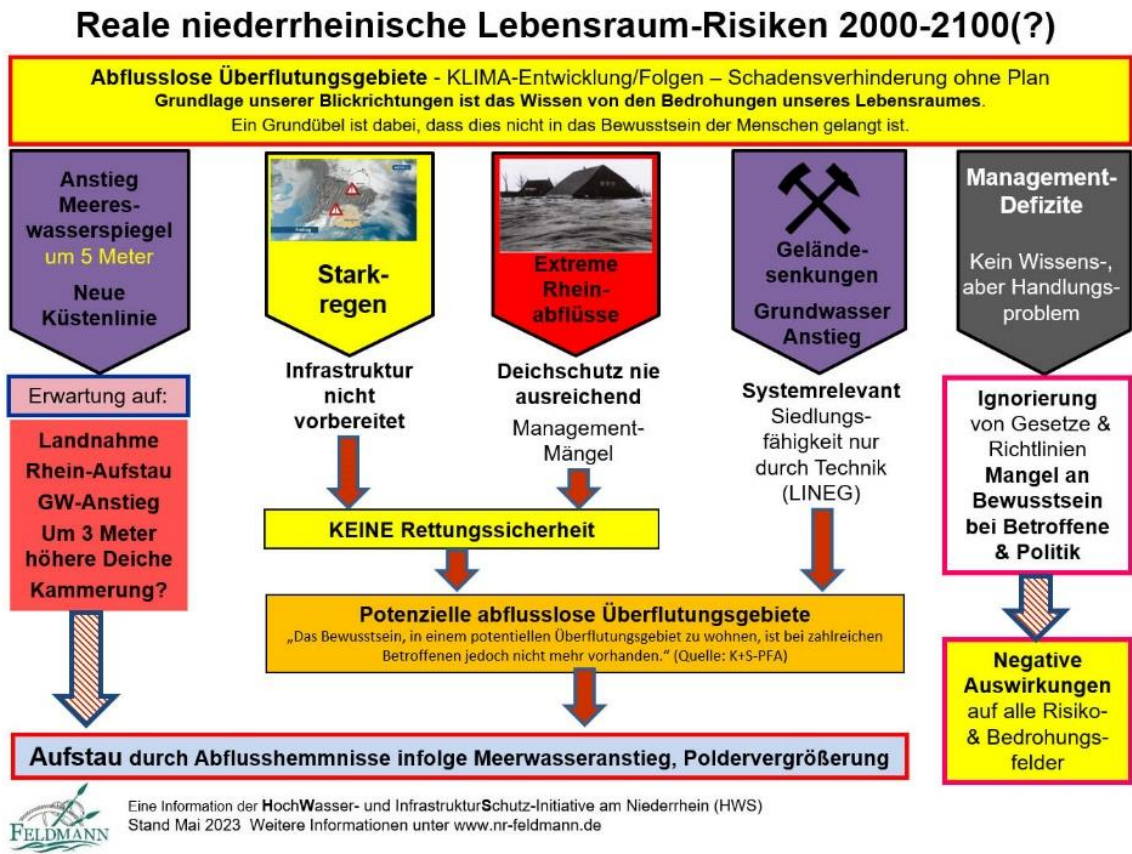 Reale niederrheinische Lebensraum-Risiken 2000-2100(?)
Abflusslose Überflutungsgebiete - KLIMA-Entwicklung/Folgen – Schadensverhinderung ohne Plan
Grundlage unserer Blickrichtungen ist das Wissen von den Bedrohungen unseres Lebensraumes.
Ein Grundübel ist dabei, dass dies nicht in das Bewusstsein der Menschen gelangt ist.
Anstieg
Meeres-
wasserspiegel
um 5 Meter
Neue
Küstenlinie
Erwartung auf:
Landnahme
Rhein-Aufstau
GW-Anstieg
Um 3 Meter
höhere Deiche
Kammerung?
Stark-
regen
Infrastruktur
nicht
vorbereitet
Extreme
Rhein-
abflüsse
Deichschutz nie
ausreichend
Management-
Mängel
KEINE Rettungssicherheit
Gelände-
senkungen
Grundwasser
Anstieg
Systemrelevant
Siedlungs-
fähigkeit nur
durch Technik
(LINEG)
Potenzielle abflusslose Überflutungsgebiete
„Das Bewusstsein, in einem potentiellen Überflutungsgebiet zu wohnen, ist bei zahlreichen
Betroffenen jedoch nicht mehr vorhanden.“ (Quelle: K+S-PFA)
Management-
Defizite
Kein Wissens-,
aber Handlungs-
problem
Ignorierung
von Gesetze &
Richtlinien
Mangel an
Bewusstsein
bei Betroffene
& Politik
Negative
Auswirkungen
auf alle Risiko-
& Bedrohungs-
felder
Aufstau durch Abflusshemmnisse infolge Meerwasseranstieg, Poldervergrößerung
FELDMANN
Eine Information der HochWasser- und InfrastrukturSchutz-Initiative am Niederrhein (HWS)
Stand Mai 2023 Weitere Informationen unter www.nr-feldmann.de